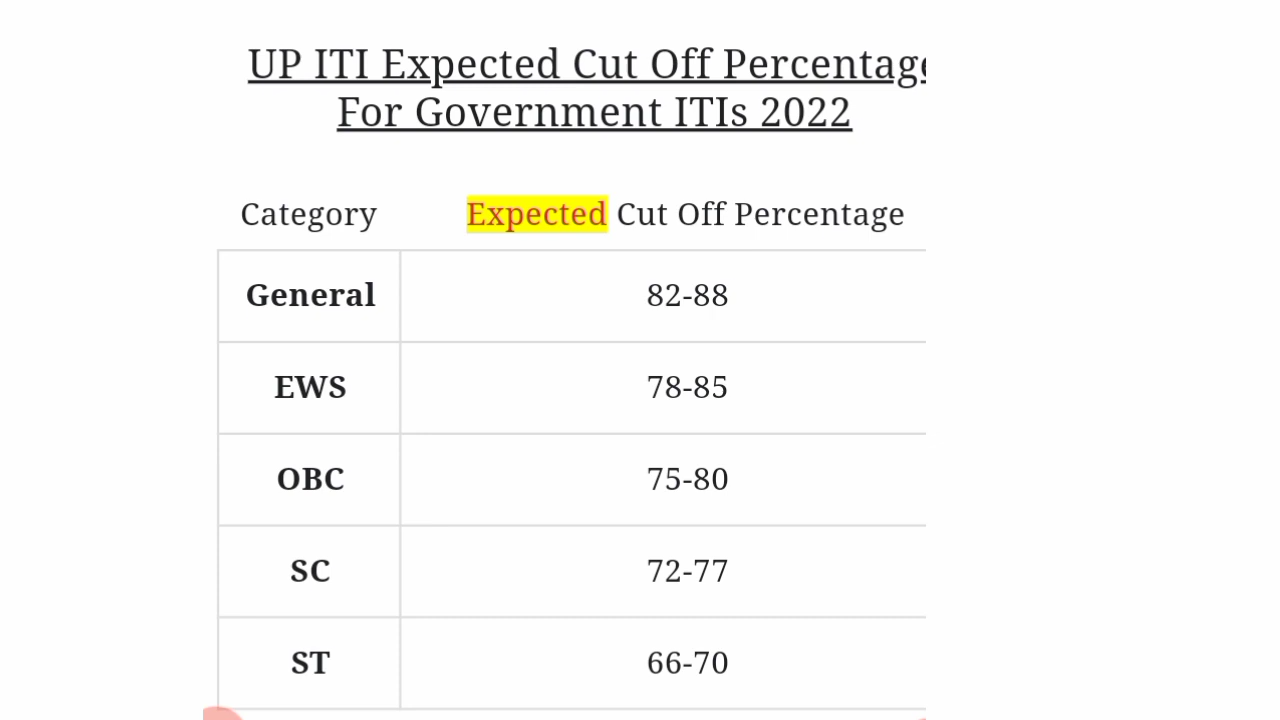 UP ITI Expected Cut Off Percentage
For Government ITIs 2022
Category Expected Cut Off Percentage
General 82-88
EWS 78-85
OBC 75-80
SC 72-77
ST 66-70